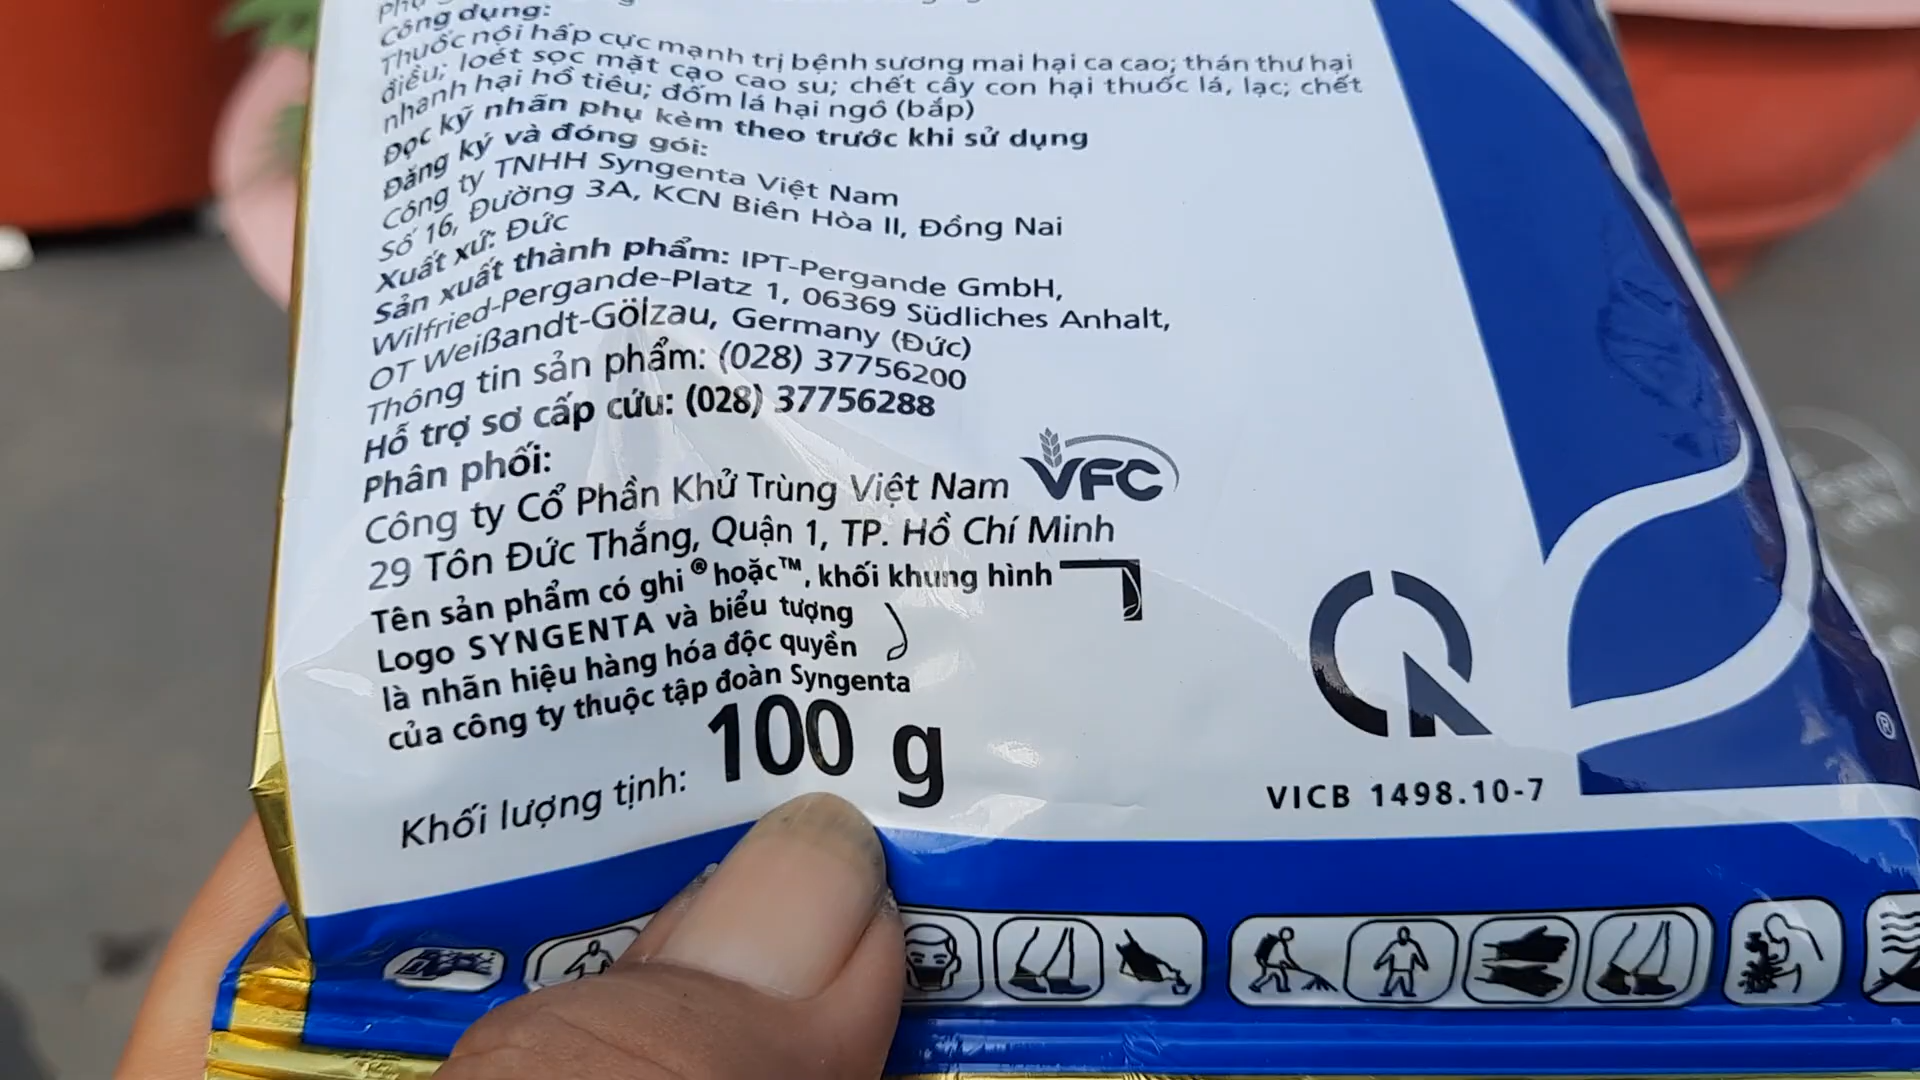 Công dụng:
Thuốc nội hấp cực mạnh trị bệnh sương mai hại ca cao; thán thư hại
điều; loét sọc mặt cạo cao su; chết cây con hại thuốc lá, lạc; chết
nhanh hại hồ tiêu; đốm lá hại ngô (bắp)
Đọc kỹ nhãn phụ kèm theo trước khi sử dụng
Đăng ký và đóng gói:
Công ty TNHH Syngenta Việt Nam
Số 16, Đường 3A, KCN Biên Hòa II, Đồng Nai
Xuất xứ: Đức
Sản xuất thành phẩm: IPT-Pergande GmbH,
Wilfried-Pergande-Platz 1, 06369 Südliches Anhalt,
OT Weißandt-Gölzau, Germany (Đức)
Thông tin sản phẩm: (028) 37756200
Hỗ trợ sơ cấp cứu: (028) 37756288
Phân phối:
Công ty Cổ Phần Khử Trùng Việt Nam VFC
29 Tôn Đức Thắng, Quận 1, TP. Hồ Chí Minh
Tên sản phẩm có ghi ® hoặc™, khối khung hình
Logo SYNGENTA và biểu tượng
là nhãn hiệu hàng hóa độc quyền
của công ty thuộc tập đoàn Syngenta
Khối lượng tịnh: 100 g
VICB 1498.10-7
®